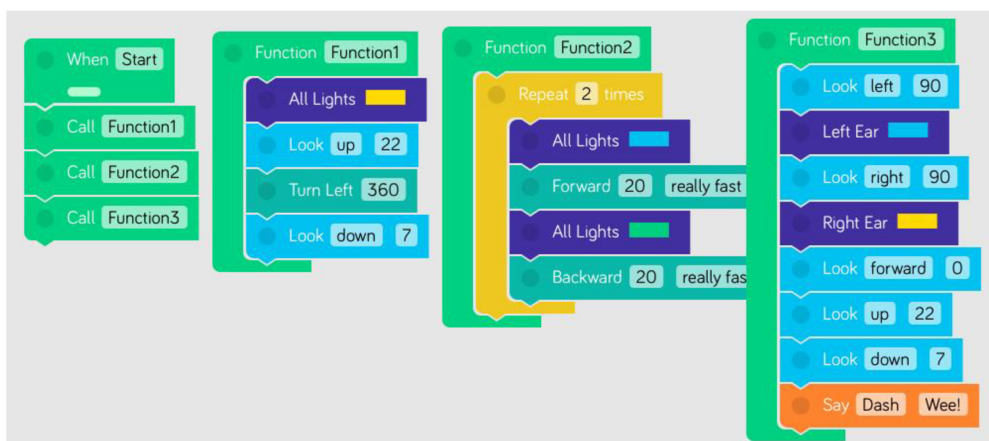 When Start
Call Function1
Call Function2
Call Function3
Function Function1
All Lights
Look up 22
Turn Left 360
Look down 7
Function Function2
Repeat 2 times
All Lights
Forward 20 really fast
All Lights
Backward 20 really fas
Function Function3
Look left 90
Left Ear
Look right 90
Right Ear
Look forward 0
Look up 22
Look down 7
Say Dash Wee!